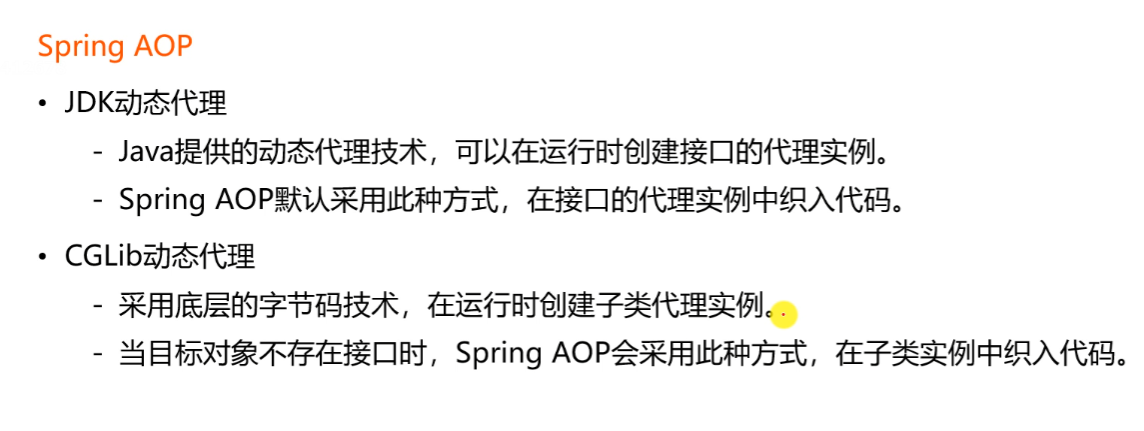 Spring AOP
• JDK动态代理
- Java提供的动态代理技术，可以在运行时创建接口的代理实例。
- Spring AOP默认采用此种方式，在接口的代理实例中织入代码。
• CGLib动态代理
- 采用底层的字节码技术，在运行时创建子类代理实例。
- 当目标对象不存在接口时，Spring AOP会采用此种方式，在子类实例中织入代码。